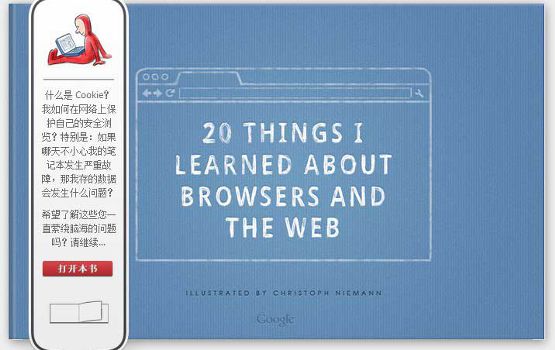 什么是 Cookie?
我如何在网络上保
护自己的安全浏
览? 特别是: 如果
哪天不小心我的笔
记本发生严重故
障, 那我存的数据
会发生什么问题?
希望了解这些您一
直萦绕脑海的问题
吗? 请继续...
打开本书
20 THINGS I
LEARNED ABOUT
BROWSERS AND
THE WEB
ILLUSTRATED BY CHRISTOPH NIEMANN
Google